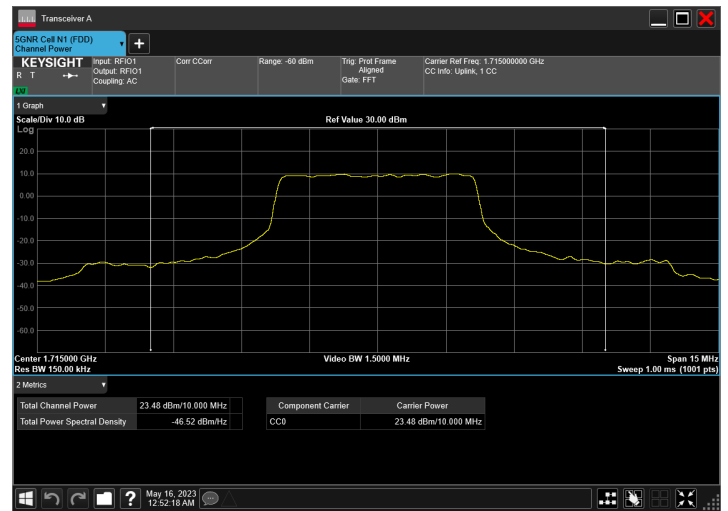 Transceiver A
5GNR Cell N1 (FDD)
Channel Power
KEYSIGHT
R T
LXI
Input: RFIO1
Output: RFIO1
Coupling: AC
Corr CCorr
Range: -60 dBm
Trig: Prot Frame
Aligned
Gate: FFT
Carrier Ref Freq: 1.715000000 GHz
CC Info: Uplink, 1 CC
1 Graph
Scale/Div 10.0 dB
Ref Value 30.00 dBm
Log
20.0
10.0
0.00
-10.0
-20.0
-30.0
-40.0
-50.0
-60.0
Center 1.715000 GHz
Video BW 1.5000 MHz
Span 15 MHz
Res BW 150.00 kHz
Sweep 1.00 ms (1001 pts)
2 Metrics
Total Channel Power 23.48 dBm/10.000 MHz
Total Power Spectral Density -46.52 dBm/Hz
Component Carrier Carrier Power
CC0 23.48 dBm/10.000 MHz
?
May 16, 2023
12:52:18 AM